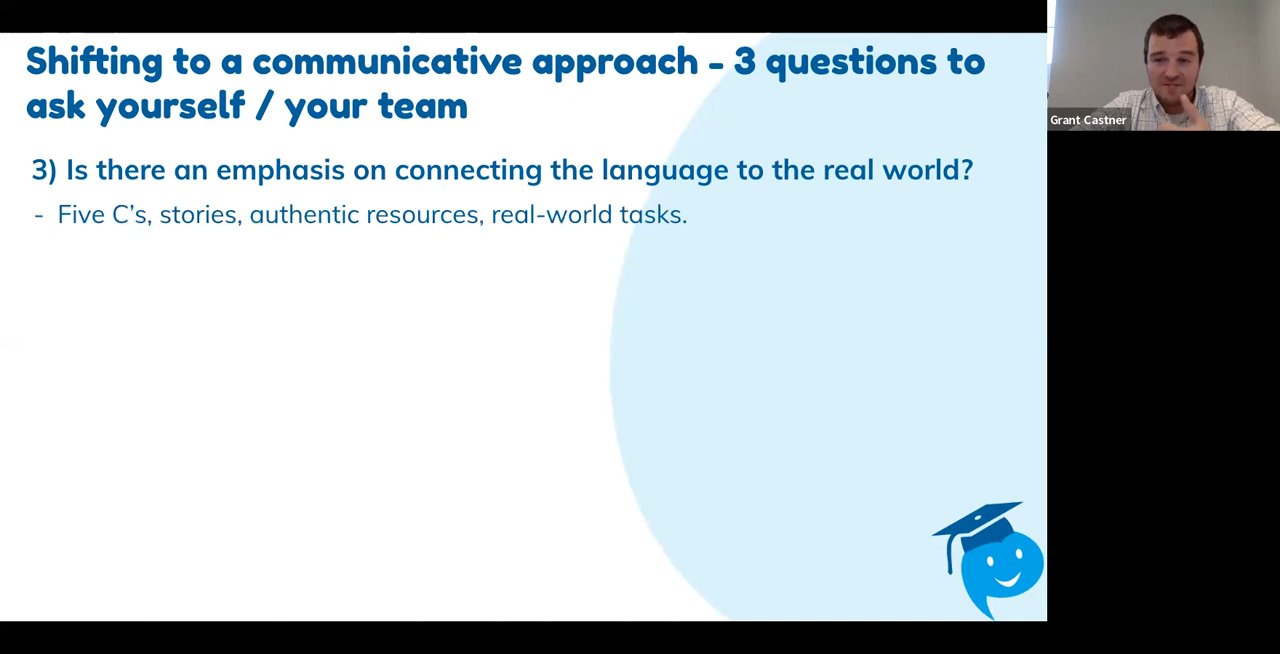 Shifting to a communicative approach - 3 questions to
ask yourself / your team
3) Is there an emphasis on connecting the language to the real world?
- Five C’s, stories, authentic resources, real-world tasks.
Grant Castner